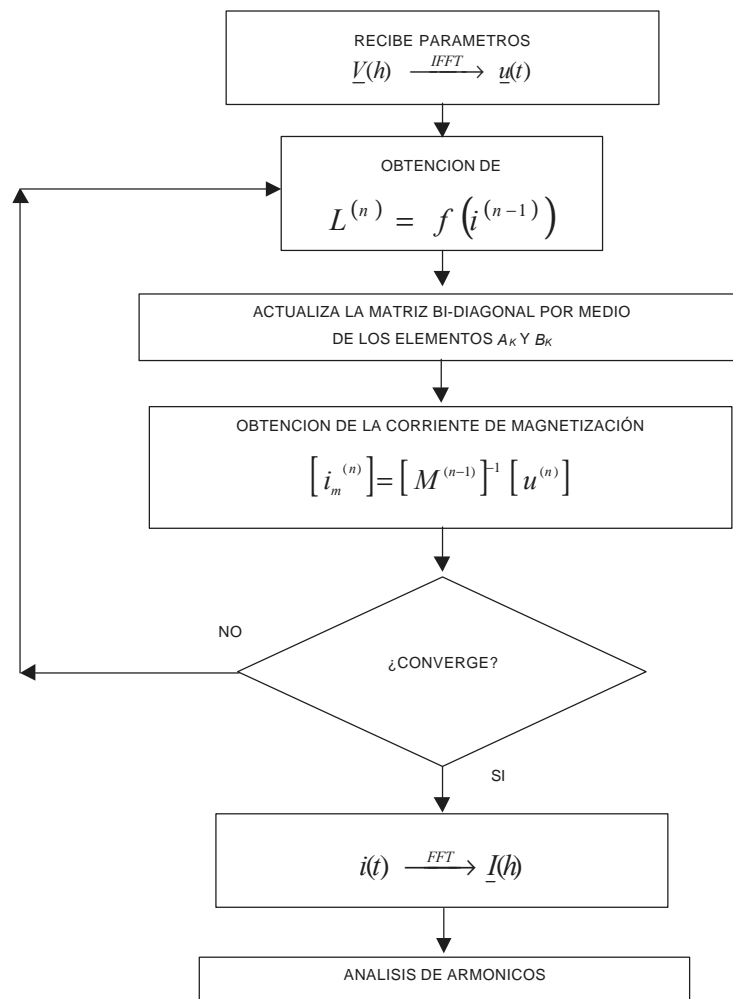 RECIBE PARAMETROS
V(h) IFFT → u(t)
OBTENCION DE
L^(n) = f(i^(n−1))
ACTUALIZA LA MATRIZ BI-DIAGONAL POR MEDIO
DE LOS ELEMENTOS A_K Y B_K
OBTENCION DE LA CORRIENTE DE MAGNETIZACIÓN
[i_m^(n)]=[M^(n−1)]^−1 [u^(n)]
NO
¿CONVERGE?
SI
i(t) FFT → I(h)
ANALISIS DE ARMONICOS